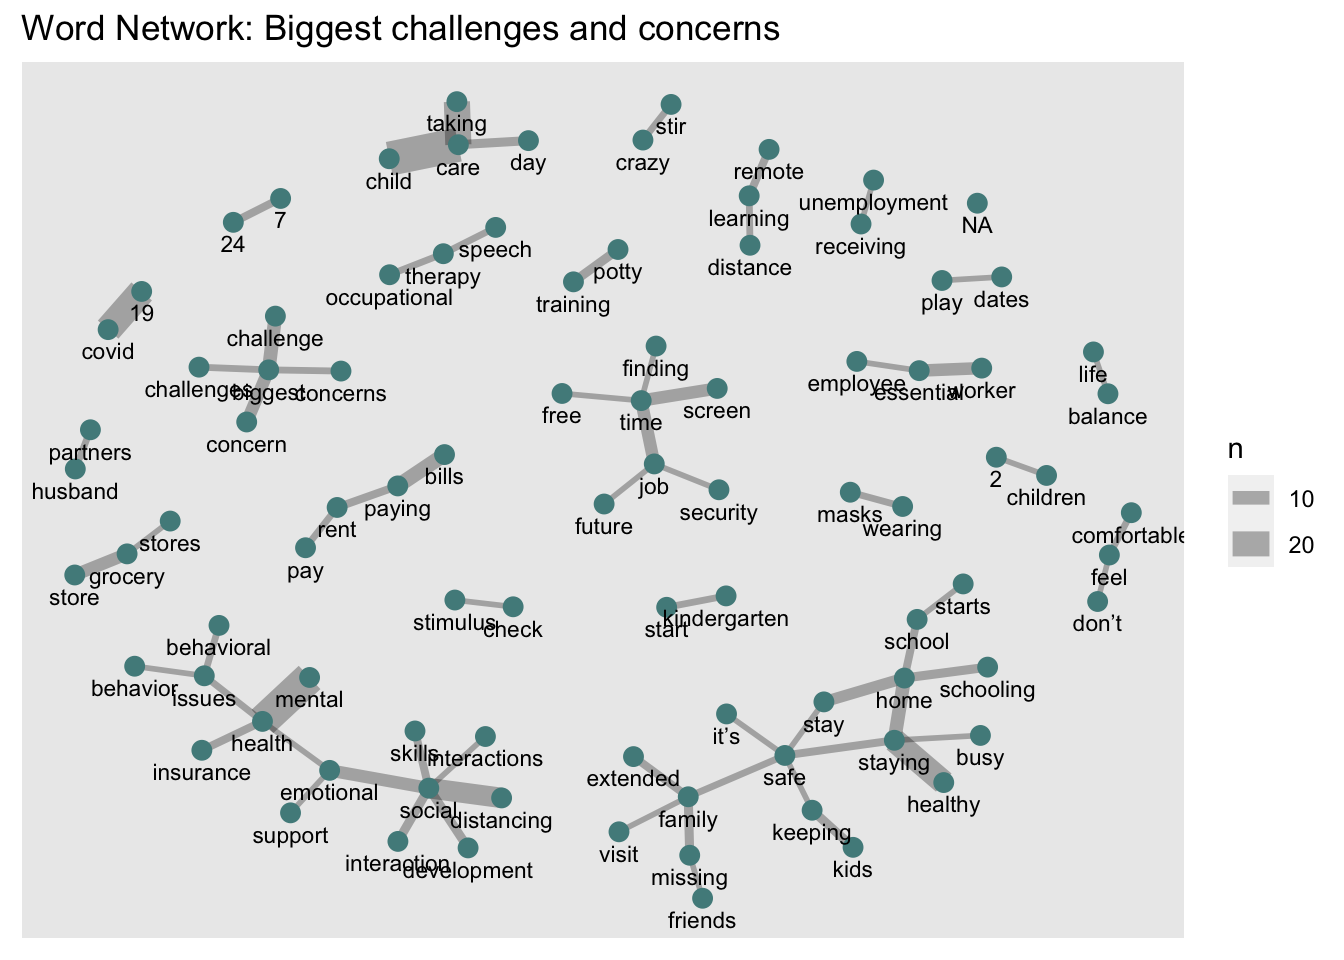 Word Network: Biggest challenges and concerns
taking
child
care
day
stir
crazy
remote
learning
distance
unemployment
receiving
NA
24
7
speech
therapy
occupational
potty
training
play
dates
19
covid
challenge
challenges
biggest
concerns
concern
finding
free
time
screen
job
future
security
employee
essential
worker
life
balance
partners
husband
bills
paying
rent
pay
2
children
masks
wearing
comfortable
feel
don’t
stores
grocery
store
stimulus
check
start
kindergarten
starts
school
home
schooling
stay
staying
busy
healthy
it’s
safe
keeping
kids
extended
family
visit
missing
friends
behavioral
behavior
issues
mental
health
insurance
emotional
support
skills
interactions
social
distancing
interaction
development
n
10
20